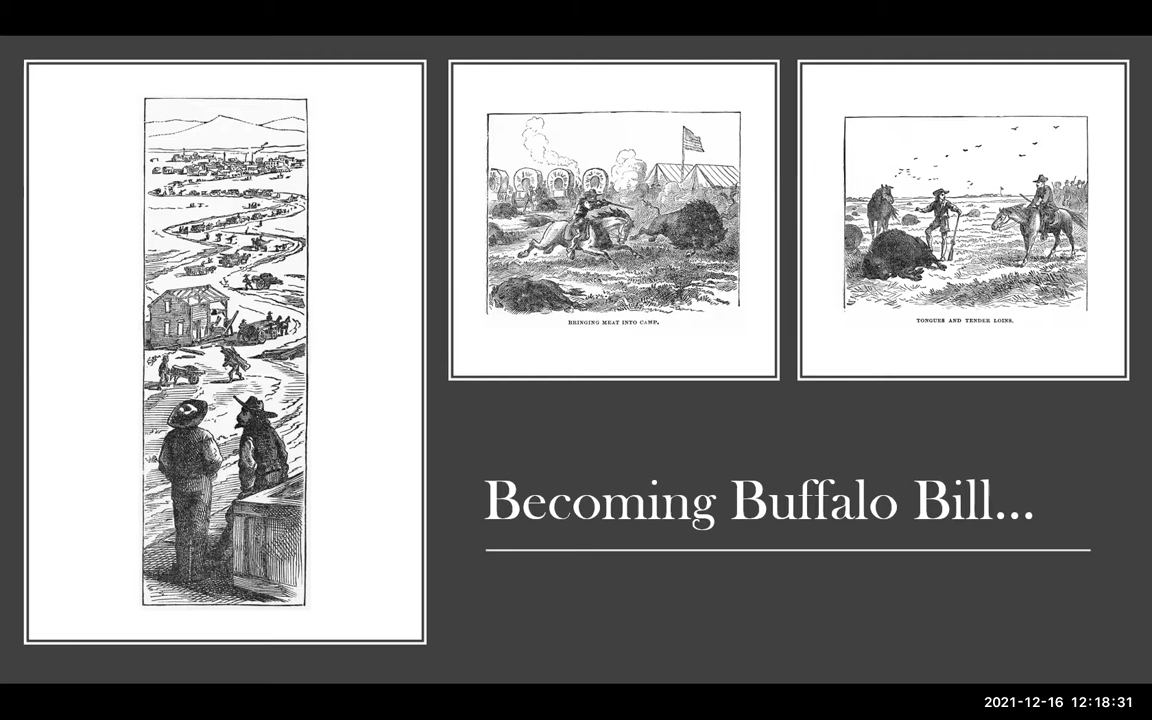 BRINGING MEAT INTO CAMP.
TONGUES AND TENDER LOINS.
Becoming Buffalo Bill...
2021-12-16 12:18:31